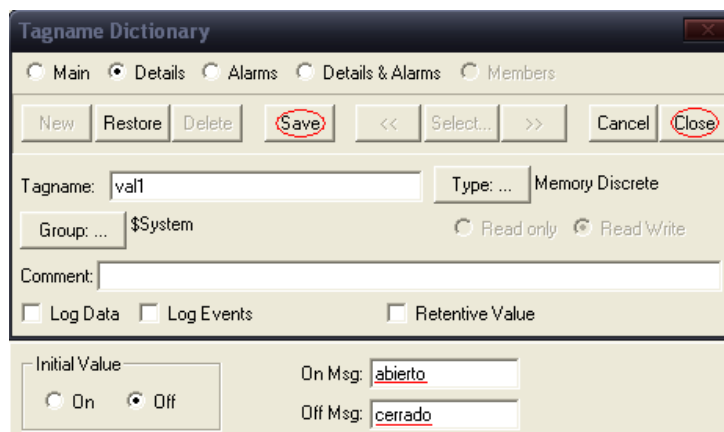 Tagname Dictionary
Main Details Alarms Details & Alarms Members
New Restore Delete Save << Select... >> Cancel Close
Tagname: val1 Type: ... Memory Discrete
Group: ... $System Read only Read Write
Comment:
Log Data Log Events Retentive Value
Initial Value
On Msg: abierto
On Off
Off Msg: cerrado